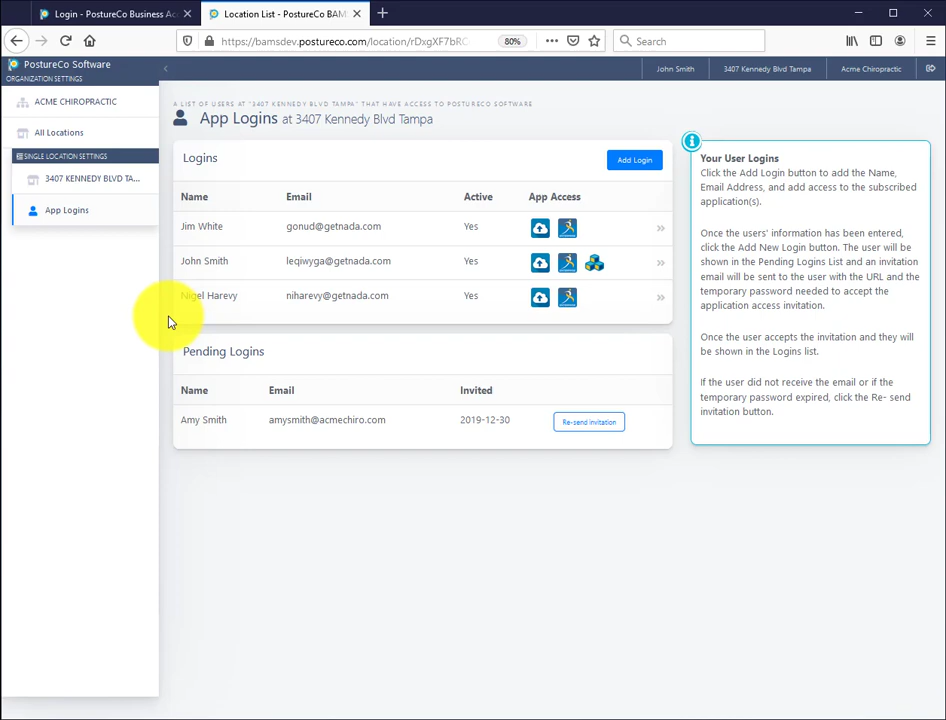 Login - PostureCo Business Acc
Location List - PostureCo BAMS
https://bamsdev.postureco.com/location/rDxgXF7bRC
80%
Search
PostureCo Software
ORGANIZATION SETTINGS
John Smith
3407 Kennedy Blvd Tampa
Acme Chiropractic
ACME CHIROPRACTIC
All Locations
SINGLE LOCATION SETTINGS
3407 KENNEDY BLVD TA...
App Logins
A LIST OF USERS AT "3407 KENNEDY BLVD TAMPA" THAT HAVE ACCESS TO POSTURECO SOFTWARE
App Logins at 3407 Kennedy Blvd Tampa
Logins
Add Login
Name Email Active App Access
Jim White gonud@getnada.com Yes
John Smith leqiwyga@getnada.com Yes
Nigel Harevy niharevy@getnada.com Yes
Pending Logins
Name Email Invited
Amy Smith amysmith@acmechiro.com 2019-12-30 Re-send invitation
Your User Logins
Click the Add Login button to add the Name,
Email Address, and add access to the subscribed
application(s).
Once the users' information has been entered,
click the Add New Login button. The user will be
shown in the Pending Logins List and an invitation
email will be sent to the user with the URL and the
temporary password needed to accept the
application access invitation.
Once the user accepts the invitation and they will
be shown in the Logins list.
If the user did not receive the email or if the
temporary password expired, click the Re- send
invitation button.